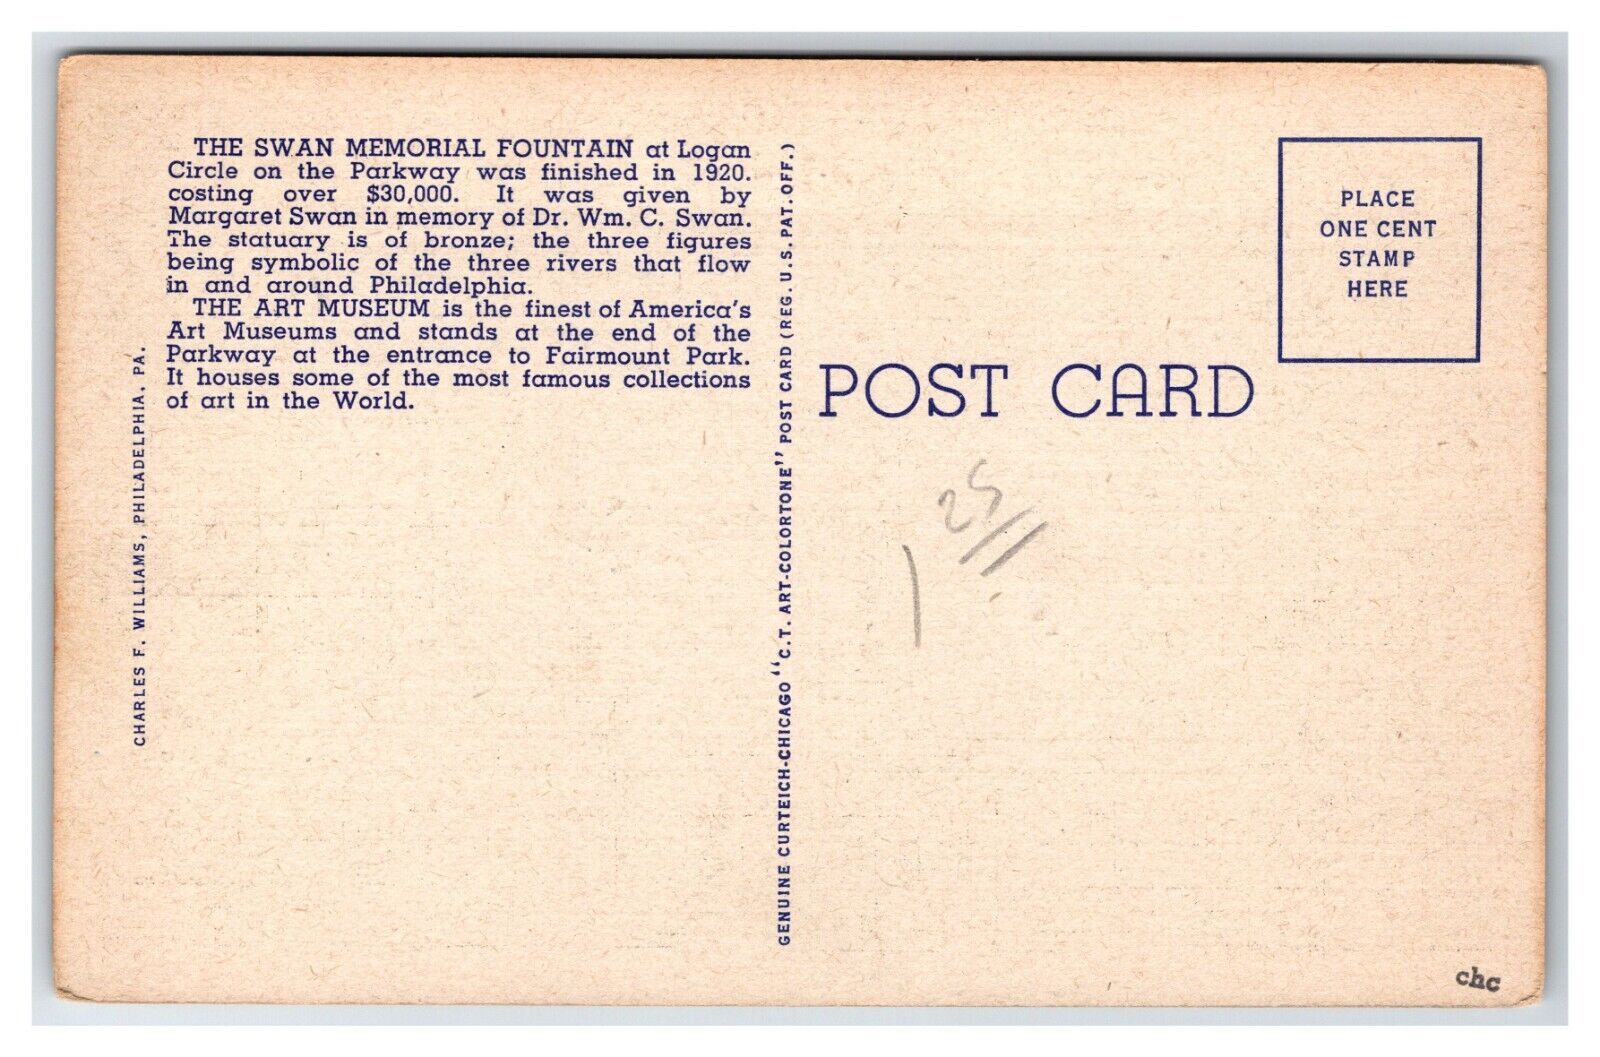 THE SWAN MEMORIAL FOUNTAIN at Logan
Circle on the Parkway was finished in 1920.
costing over $30,000. It was given by
Margaret Swan in memory of Dr. Wm. C. Swan.
The statuary is of bronze; the three figures
being symbolic of the three rivers that flow
in and around Philadelphia.
THE ART MUSEUM is the finest of America's
Art Museums and stands at the end of the
Parkway at the entrance to Fairmount Park.
It houses some of the most famous collections
of art in the World.
CHARLES F. WILLIAMS, PHILADELPHIA, PA.
GENUINE CURTEICH-CHICAGO "C.T. ART-COLORTONE" POST CARD (REG. U.S. PAT. OFF.)
PLACE
ONE CENT
STAMP
HERE
POST CARD
1 25
chc